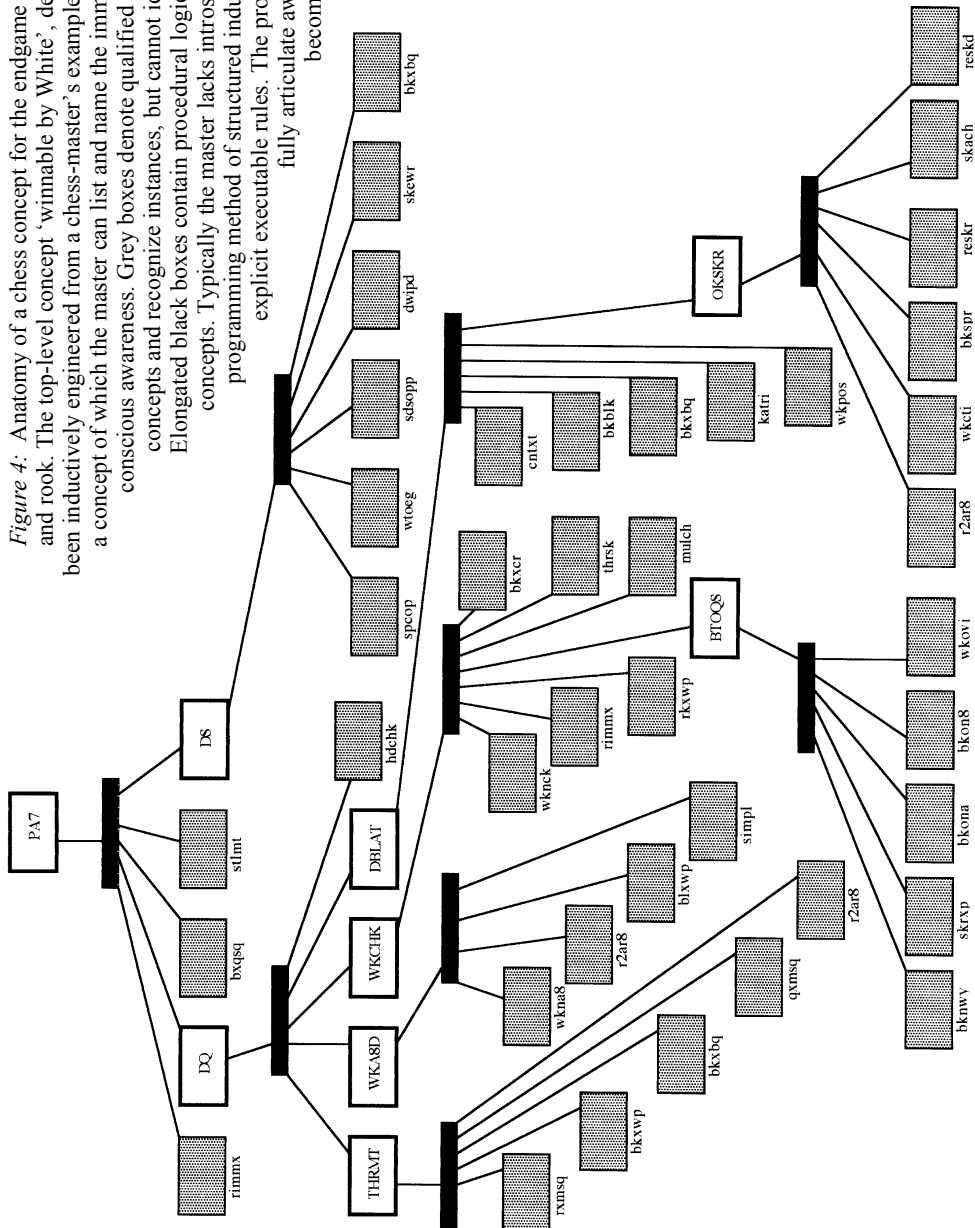 Figure 4: Anatomy of a chess concept for the endgame
and rook. The top-level concept ‘winnable by White’, de
been inductively engineered from a chess-master’s example
a concept of which the master can list and name the imm
conscious awareness. Grey boxes denote qualified
concepts and recognize instances, but cannot ic
Elongated black boxes contain procedural logic
concepts. Typically the master lacks intros
programming method of structured indu
explicit executable rules. The pro
fully articulate aw
becom
PA7
rimmx
DQ
bxqsq
stlmt
DS
THRMT
WKA8D
WKCHK
DBLAT
hdchk
spcop
wtoeg
sdsopp
dwipd
skewr
bkxbq
rxmsq
bkxwp
bkxbq
qxmsq
r2ar8
wkna8
r2ar8
blxwp
simpl
wknck
rimmx
rkxwp
BTOQS
mulch
thrsk
bkxcr
cntxt
bkblk
bkxbq
katri
wkpos
OKSKR
bknwy
skrxp
bkona
bkon8
wkovi
r2ar8
wkcti
bkspr
reskr
skach
reskd